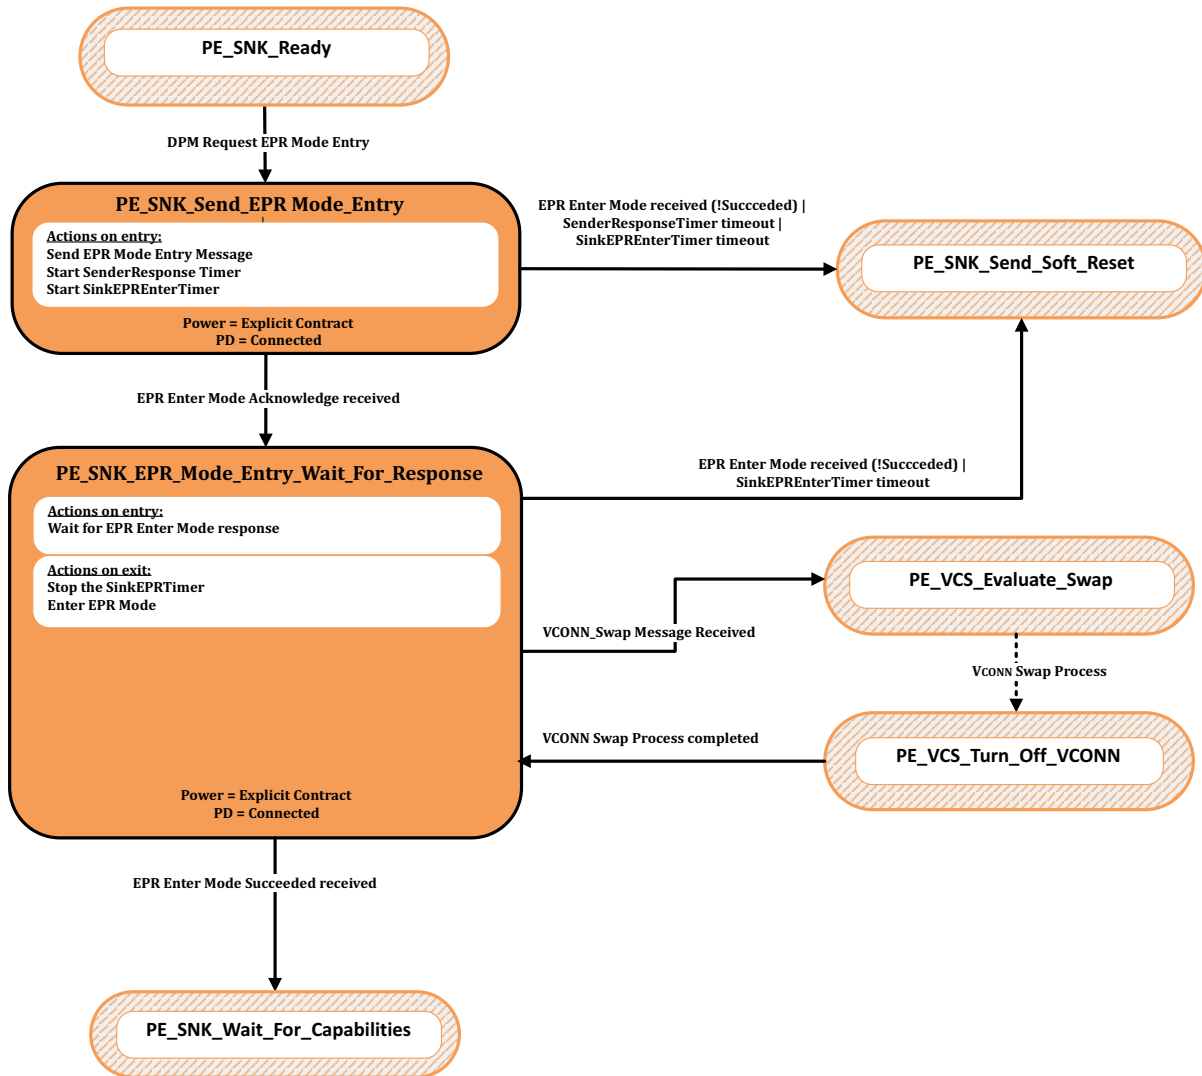 PE_SNK_Ready
DPM Request EPR Mode Entry
PE_SNK_Send_EPR Mode_Entry
Actions on entry:
Send EPR Mode Entry Message
Start SenderResponse Timer
Start SinkEPREnterTimer
Power = Explicit Contract
PD = Connected
EPR Enter Mode received (!Succceded) |
SenderResponseTimer timeout |
SinkEPREnterTimer timeout
PE_SNK_Send_Soft_Reset
EPR Enter Mode Acknowledge received
PE_SNK_EPR_Mode_Entry_Wait_For_Response
Actions on entry:
Wait for EPR Enter Mode response
Actions on exit:
Stop the SinkEPRTimer
Enter EPR Mode
Power = Explicit Contract
PD = Connected
EPR Enter Mode received (!Succceded) |
SinkEPREnterTimer timeout
PE_VCS_Evaluate_Swap
VCONN_Swap Message Received
VCONN Swap Process
PE_VCS_Turn_Off_VCONN
VCONN Swap Process completed
EPR Enter Mode Succeeded received
PE_SNK_Wait_For_Capabilities